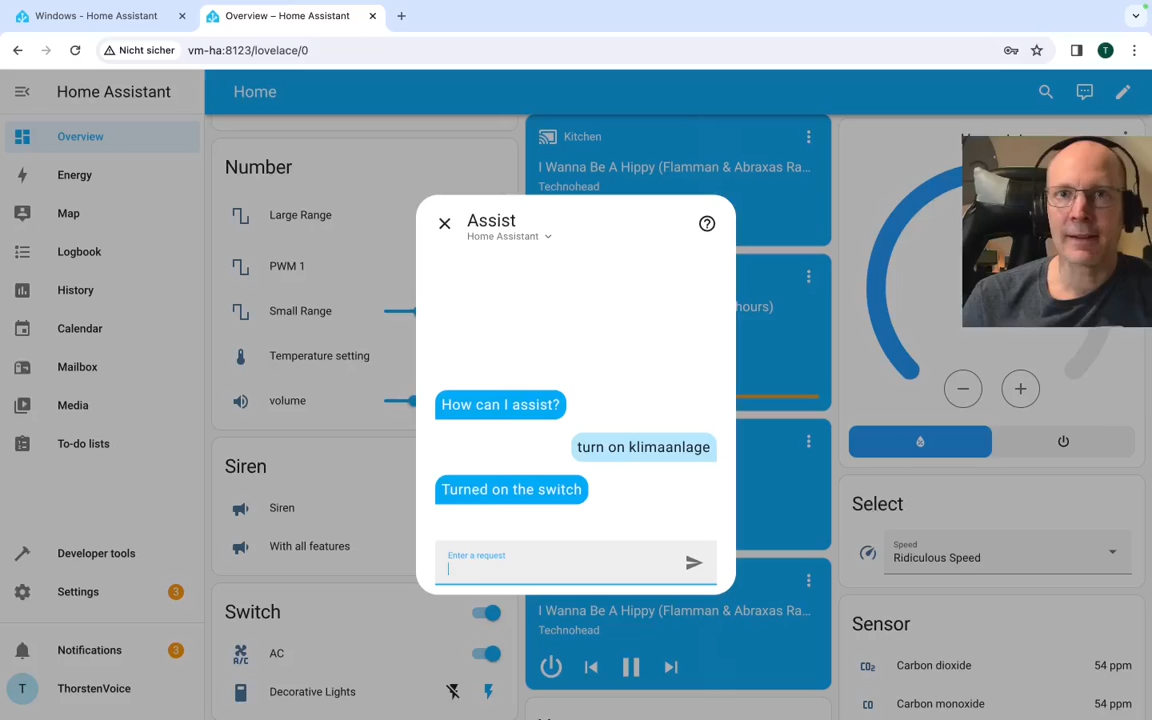 Windows - Home Assistant
Overview – Home Assistant
Nicht sicher
vm-ha:8123/lovelace/0
T
Home Assistant
Home
Overview
Energy
Map
Logbook
History
Calendar
Mailbox
Media
To-do lists
Developer tools
Settings
3
Notifications
3
T
ThorstenVoice
Number
Large Range
PWM 1
Small Range
Temperature setting
volume
Siren
Siren
With all features
Switch
A/C
AC
Decorative Lights
Kitchen
I Wanna Be A Hippy (Flamman & Abraxas Ra...
Technohead
hours)
I Wanna Be A Hippy (Flamman & Abraxas Ra...
Technohead
Assist
Home Assistant
How can I assist?
turn on klimaanlage
Turned on the switch
Enter a request
Select
Speed
Ridiculous Speed
Sensor
CO₂
Carbon dioxide
54 ppm
CO
Carbon monoxide
54 ppm